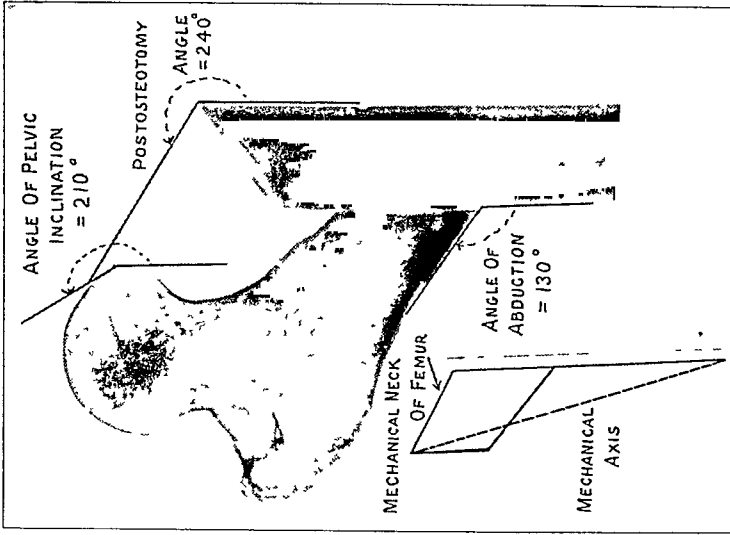 ANGLE OF PELVIC
INCLINATION
=210°
POSTOSTEOTOMY
ANGLE
=240°
ANGLE OF
ABDUCTION
=130°
MECHANICAL NECK
OF FEMUR
MECHANICAL
AXIS